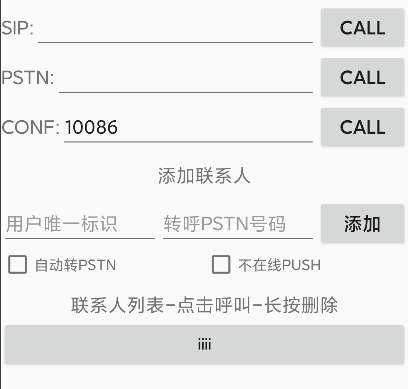 SIP: CALL
PSTN: CALL
CONF: 10086 CALL
添加联系人
用户唯一标识 转呼PSTN号码 添加
自动转PSTN 不在线PUSH
联系人列表-点击呼叫-长按删除
iiii